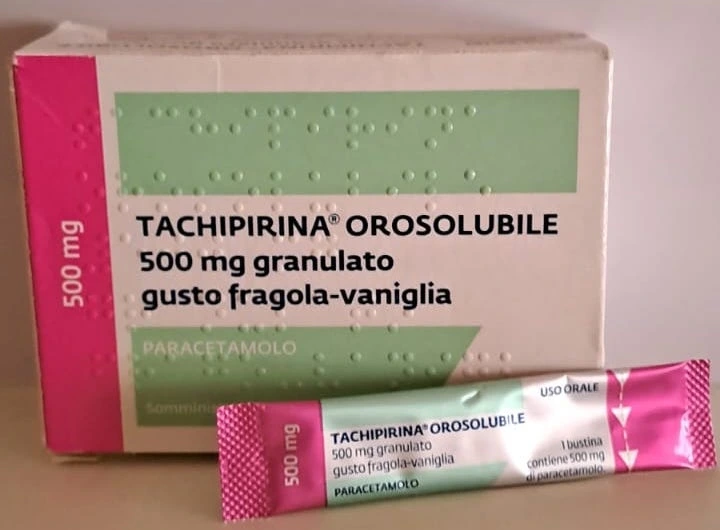 500 mg
TACHIPIRINA® OROSOLUBILE
500 mg granulato
gusto fragola-vaniglia
PARACETAMOLO
500 mg
TACHIPIRINA® OROSOLUBILE
500 mg granulato
gusto fragola-vaniglia
PARACETAMOLO
USO ORALE
1 bustina
contiene 500 mg
di paracetamolo.